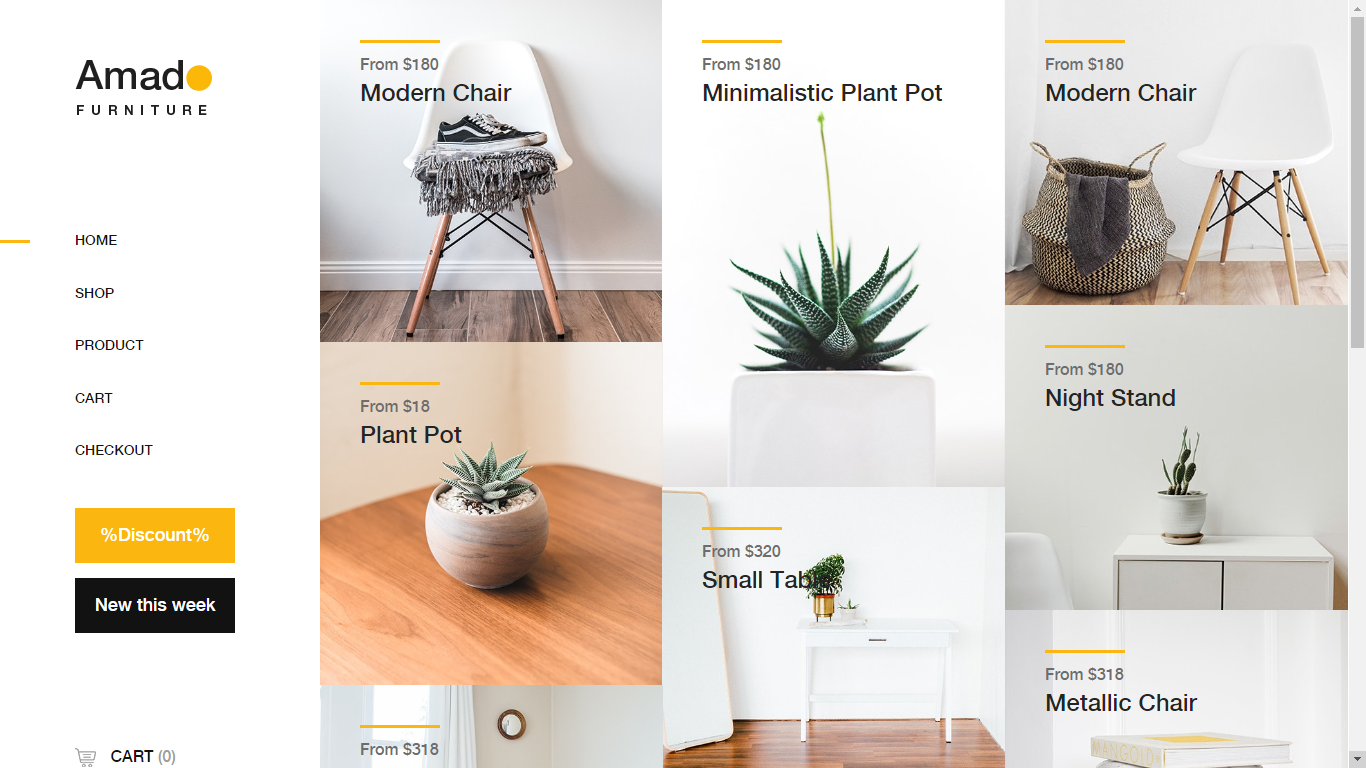 Amado
FURNITURE
HOME
SHOP
PRODUCT
CART
CHECKOUT
%Discount%
New this week
CART (0)
From $180
Modern Chair
From $18
Plant Pot
From $318
From $180
Minimalistic Plant Pot
From $320
Small Table
From $180
Modern Chair
From $180
Night Stand
From $318
Metallic Chair
MANGOLD